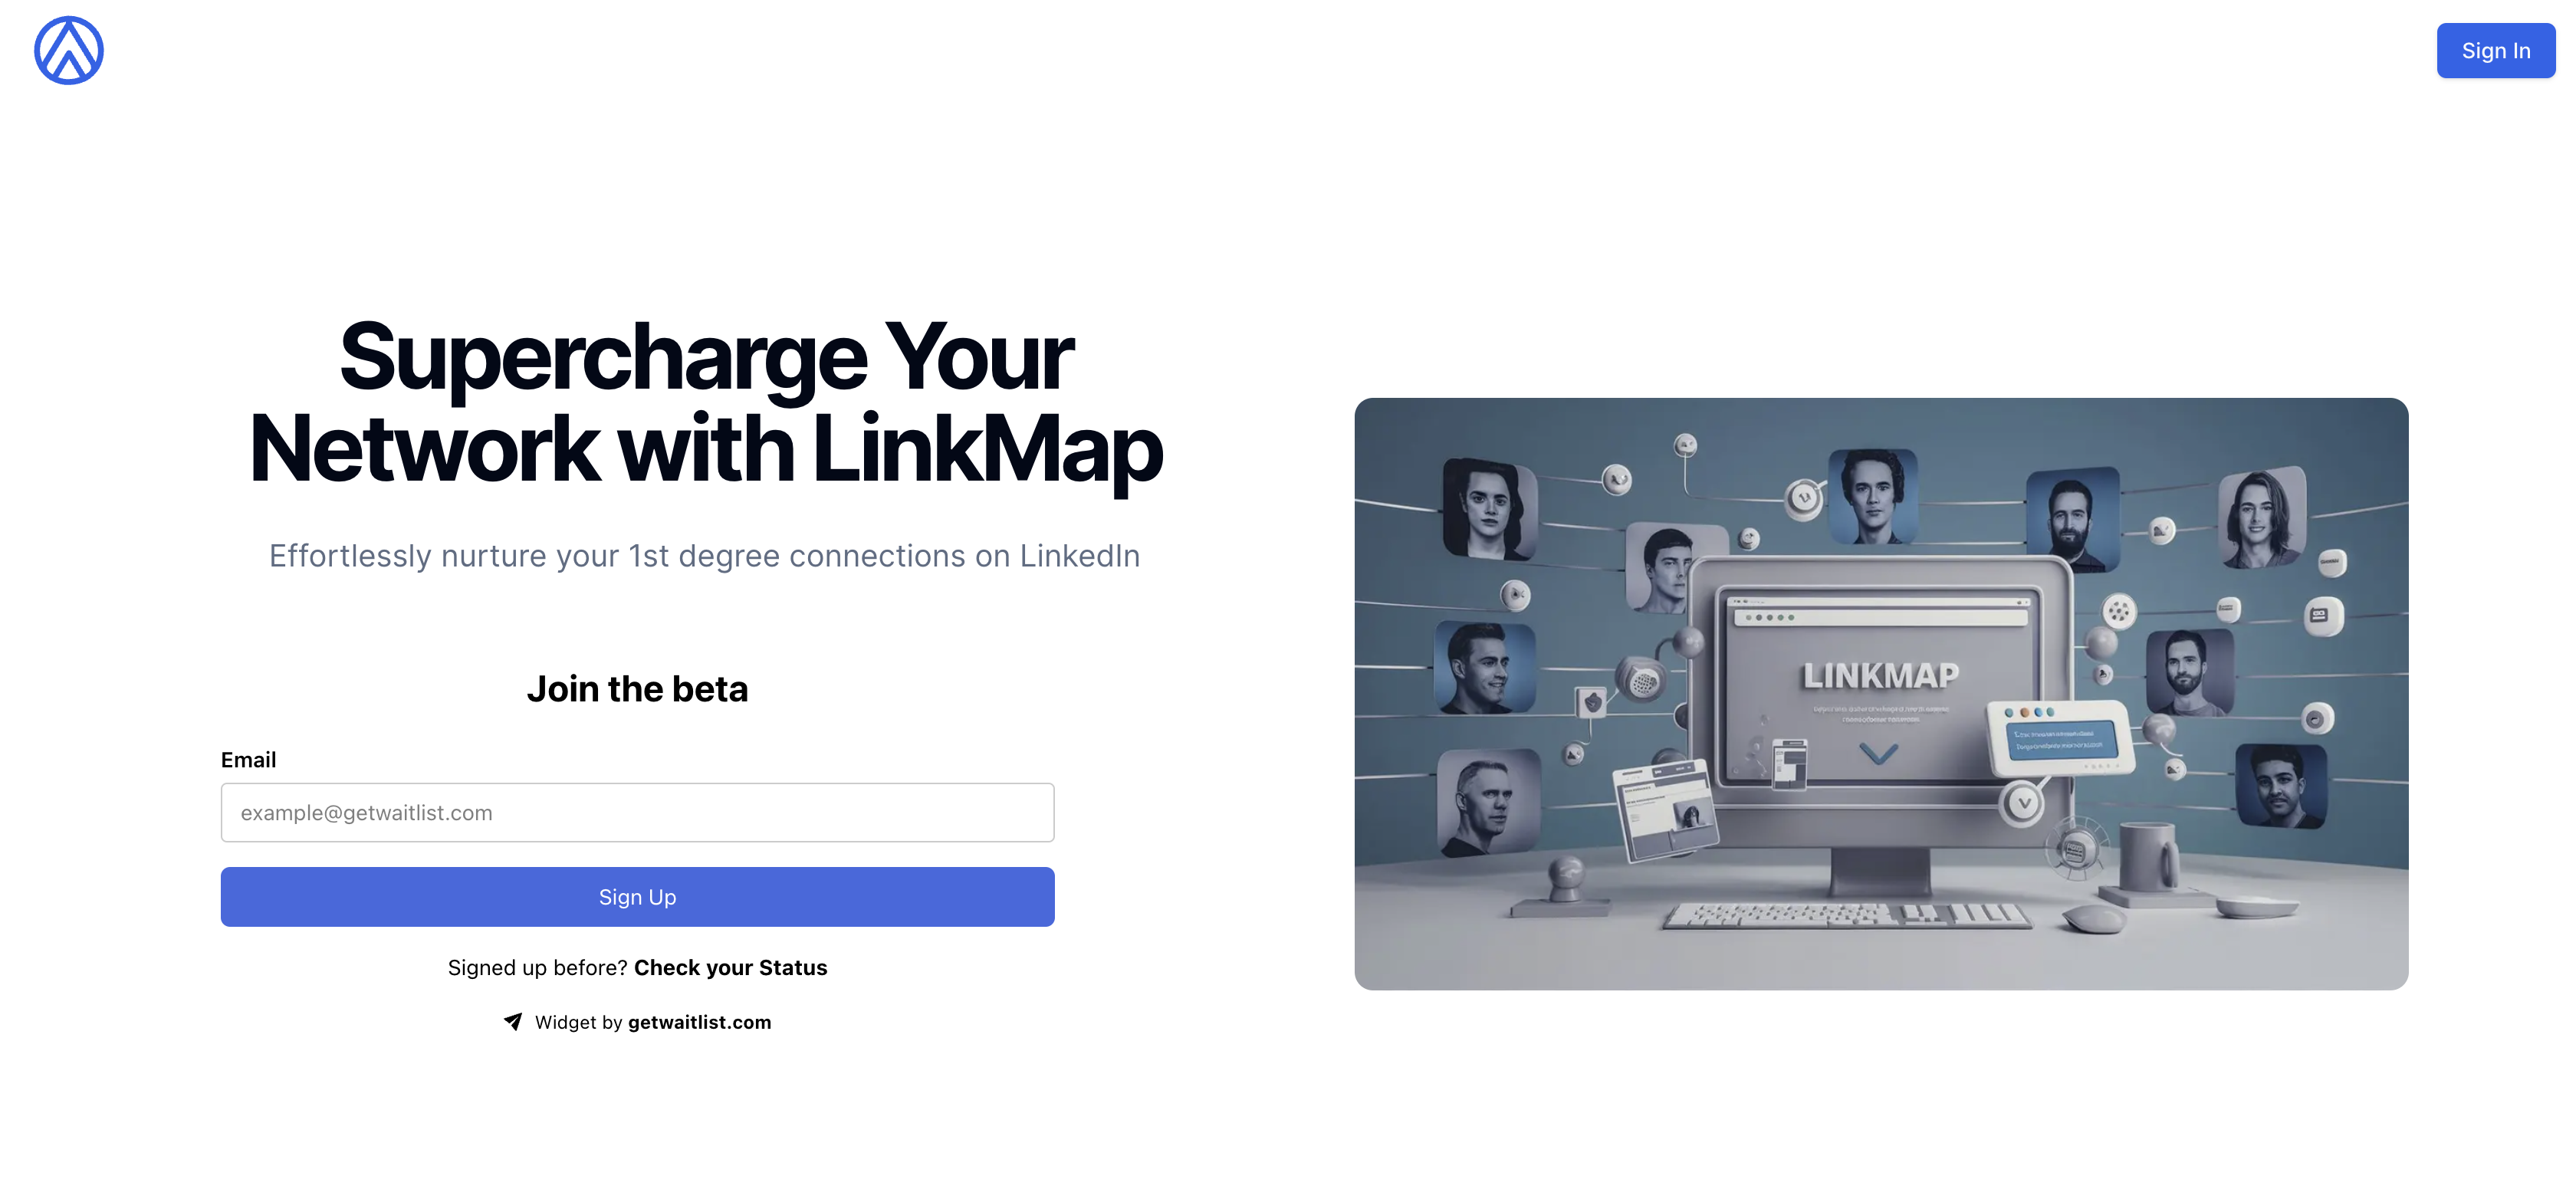 Sign In
Supercharge Your
Network with LinkMap
Effortlessly nurture your 1st degree connections on LinkedIn
Join the beta
Email
example@getwaitlist.com
Sign Up
Signed up before? Check your Status
Widget by getwaitlist.com
LINKMAP